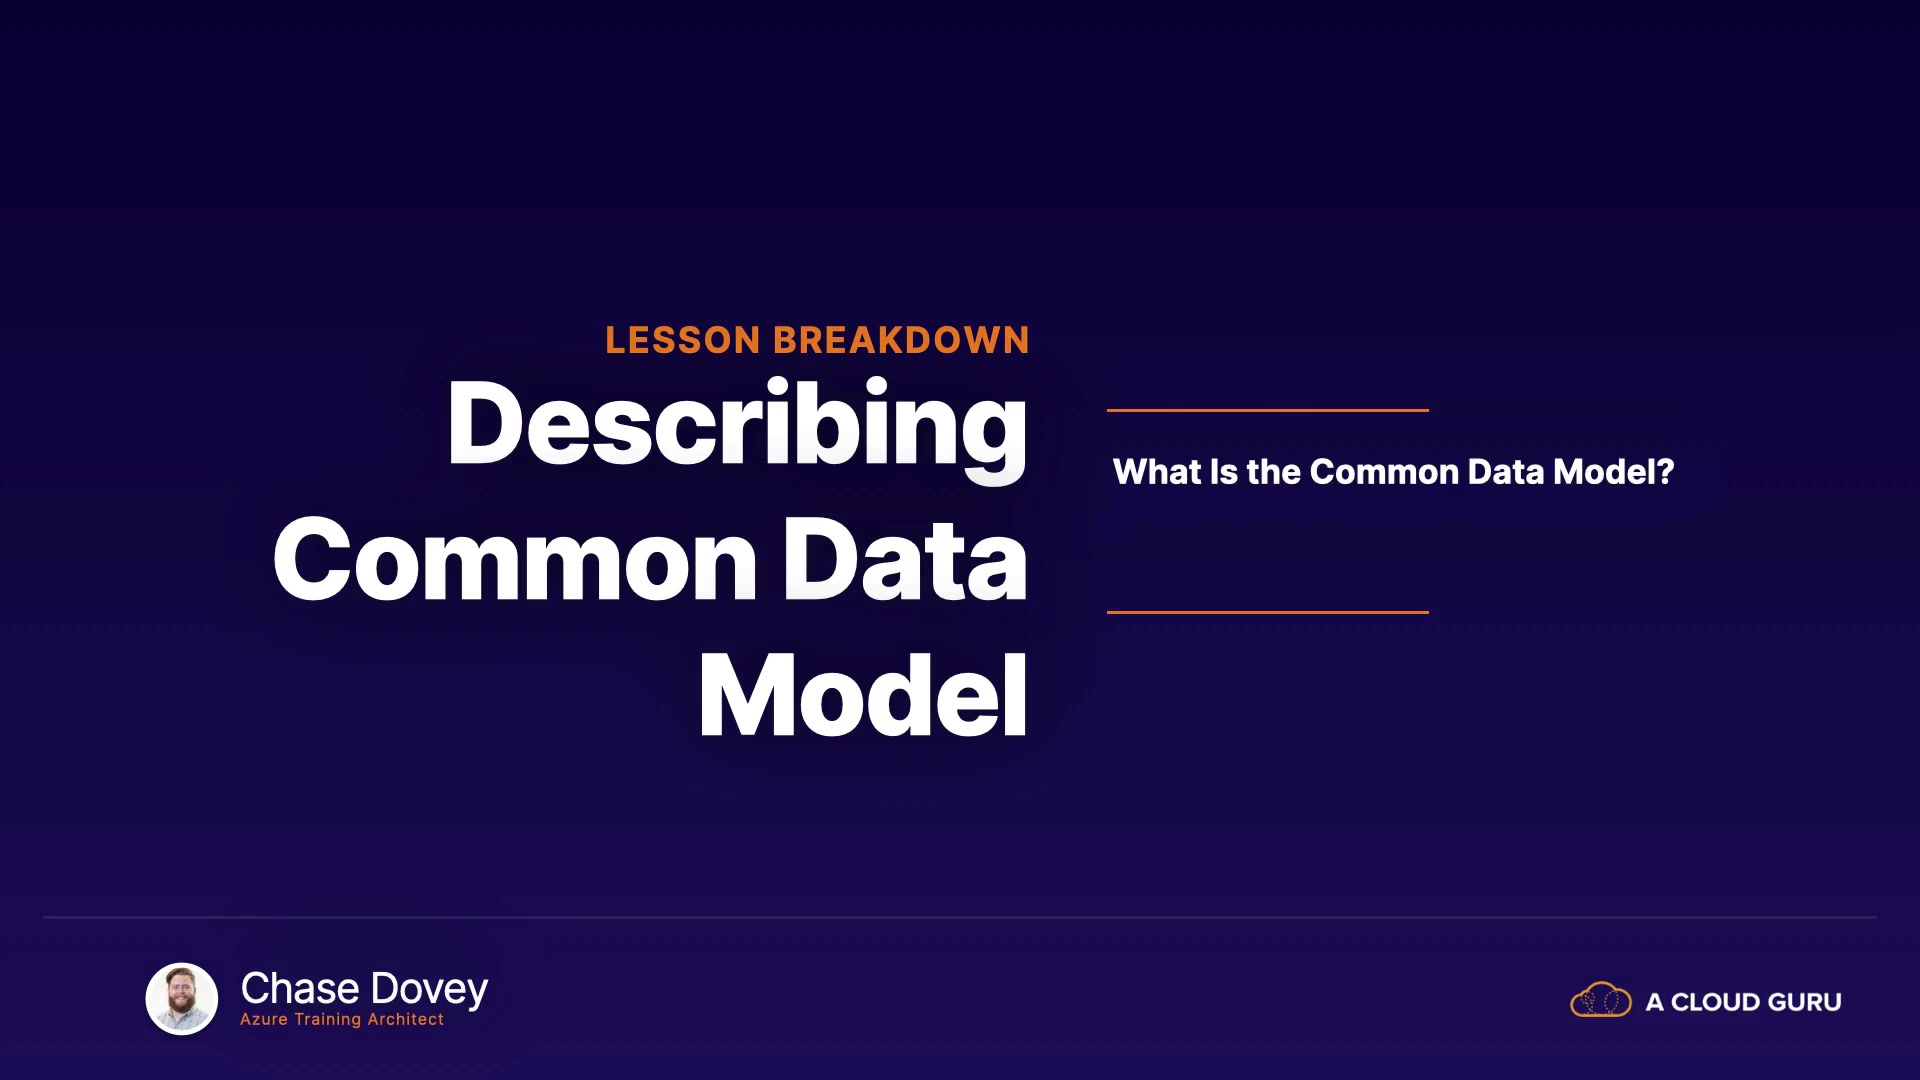 LESSON BREAKDOWN
Describing
Common Data
Model
What Is the Common Data Model?
Chase Dovey
Azure Training Architect
A CLOUD GURU